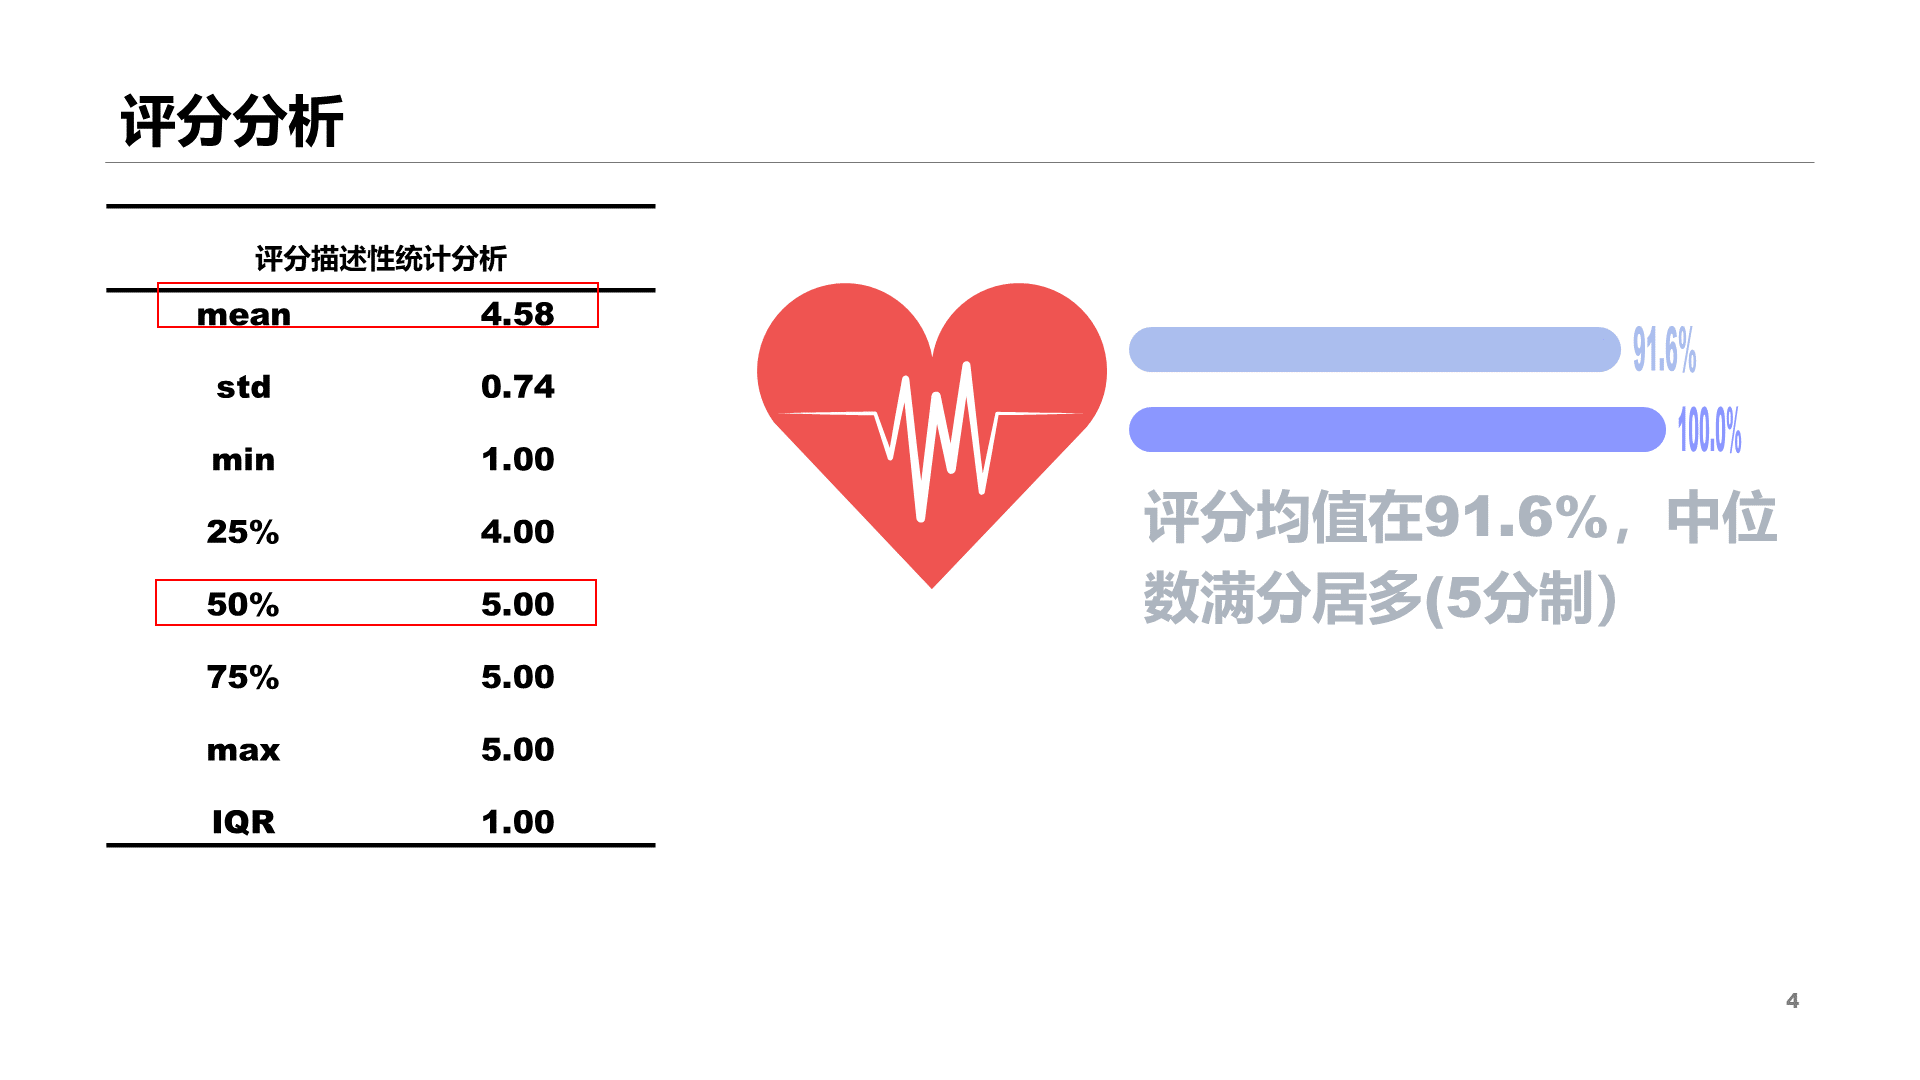 评分分析
评分描述性统计分析
mean 4.58
std 0.74
min 1.00
25% 4.00
50% 5.00
75% 5.00
max 5.00
IQR 1.00
91.6%
100.0%
评分均值在91.6%，中位
数满分居多(5分制）
4